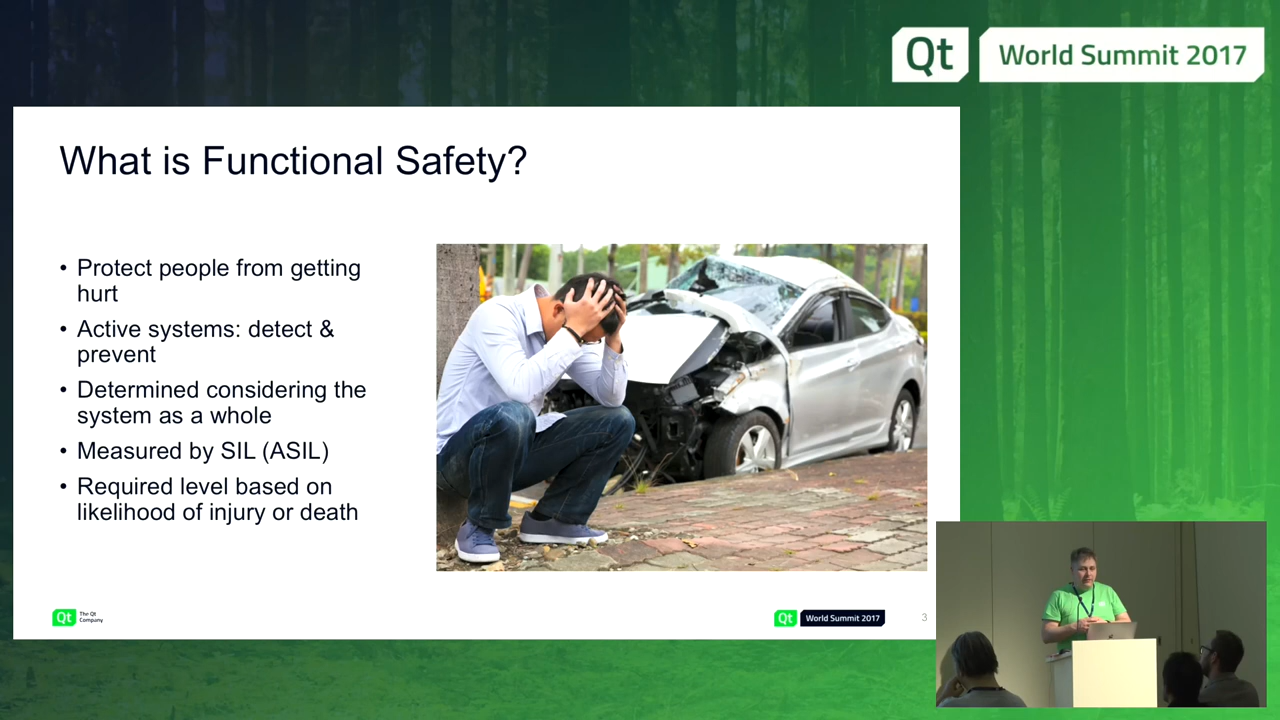 Qt World Summit 2017
What is Functional Safety?
• Protect people from getting
hurt
• Active systems: detect &
prevent
• Determined considering the
system as a whole
• Measured by SIL (ASIL)
• Required level based on
likelihood of injury or death
Qt The Qt
Company
Qt World Summit 2017
3